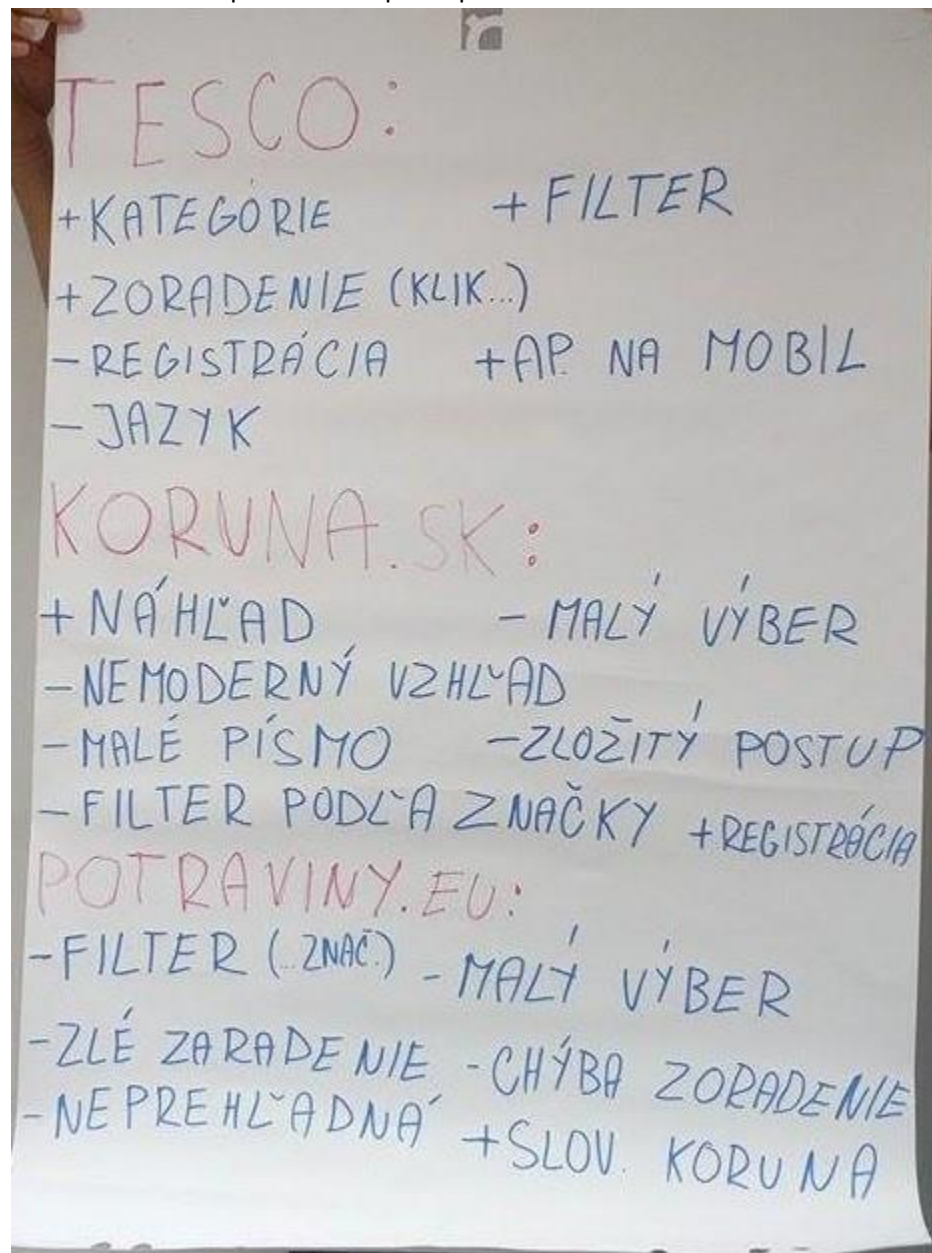 TESCO:
+KATEGÓRIE +FILTER
+ZORADENIE (KLIK...)
-REGISTRÁCIA +AP. NA MOBIL
-JAZYK
KORUNA.SK:
+NÁHĽAD -MALÝ VÝBER
-NEMODERNÝ VZHĽAD
-MALÉ PÍSMO -ZLOŽITÝ POSTUP
-FILTER PODĽA ZNAČKY +REGISTRÁCIA
POTRAVINY.EU:
-FILTER (..ZNAČ.) -MALÝ VÝBER
-ZLÉ ZARADENIE -CHÝBA ZORADENIE
-NEPREHĽADNÁ +SLOV. KORUNA